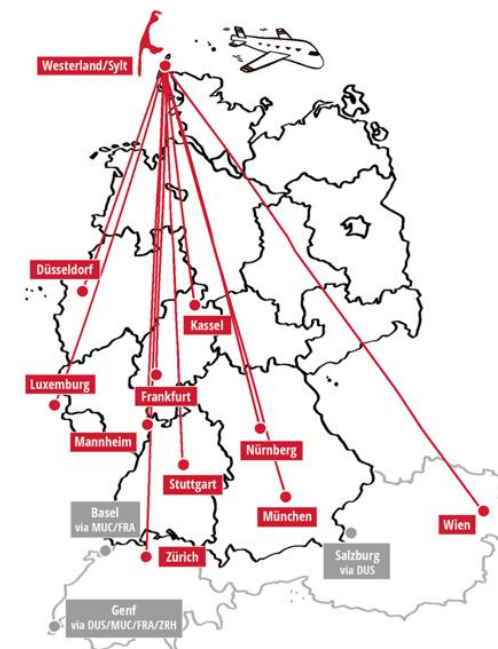 Westerland/Sylt
Düsseldorf
Kassel
Luxemburg
Frankfurt
Mannheim
Nürnberg
Stuttgart
München
Wien
Basel
via MUC/FRA
Zürich
Salzburg
via DUS
Genf
via DUS/MUC/FRA/ZRH